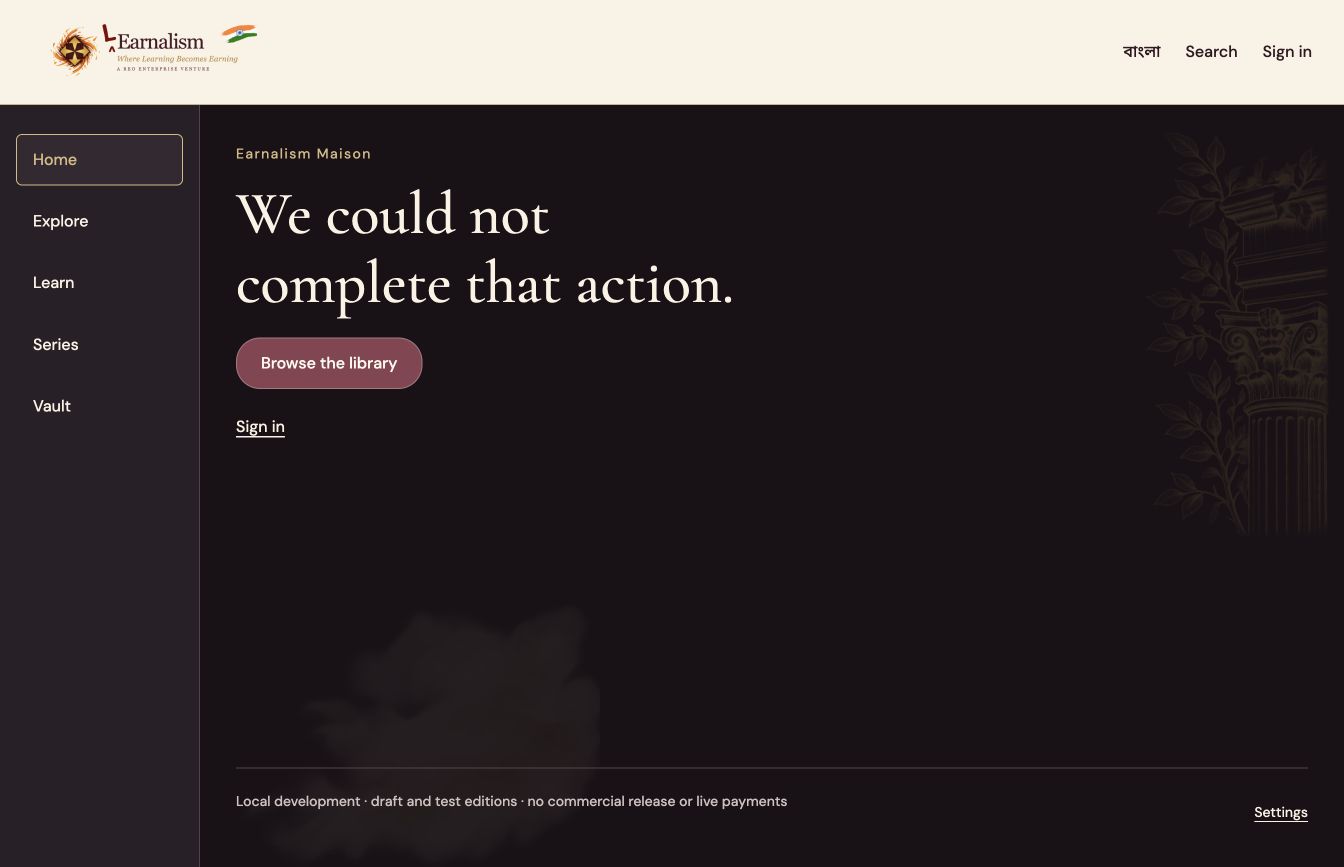 LEarnalism
Where Learning Becomes Earning
A REO ENTERPRISE VENTURE
বাংলা
Search
Sign in
Home
Explore
Learn
Series
Vault
Earnalism Maison
We could not
complete that action.
Browse the library
Sign in
Local development · draft and test editions · no commercial release or live payments
Settings